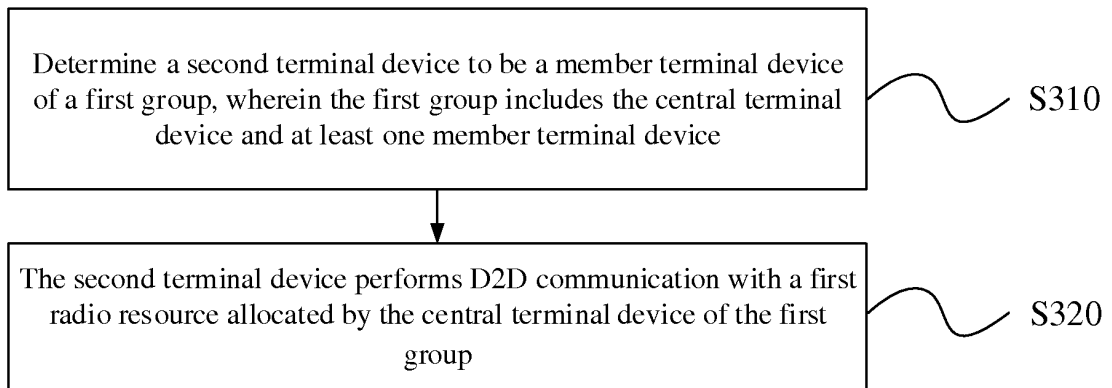 Determine a second terminal device to be a member terminal device
of a first group, wherein the first group includes the central terminal
device and at least one member terminal device
S310
The second terminal device performs D2D communication with a first
radio resource allocated by the central terminal device of the first
group
S320